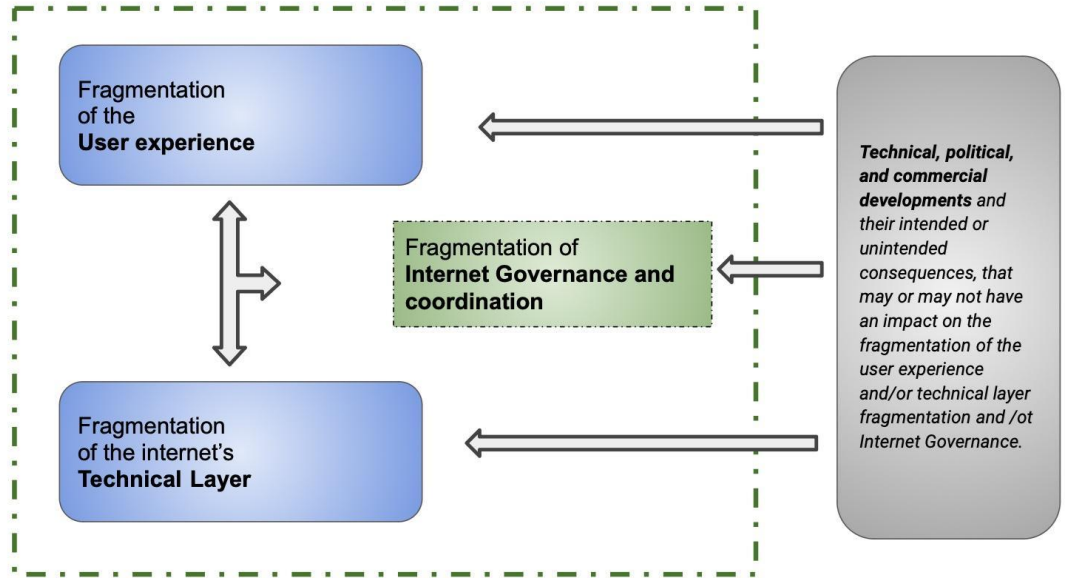 Fragmentation
of the
User experience
Fragmentation of
Internet Governance and
coordination
Fragmentation
of the internet’s
Technical Layer
Technical, political,
and commercial
developments and
their intended or
unintended
consequences, that
may or may not have
an impact on the
fragmentation of the
user experience
and/or technical layer
fragmentation and /ot
Internet Governance.